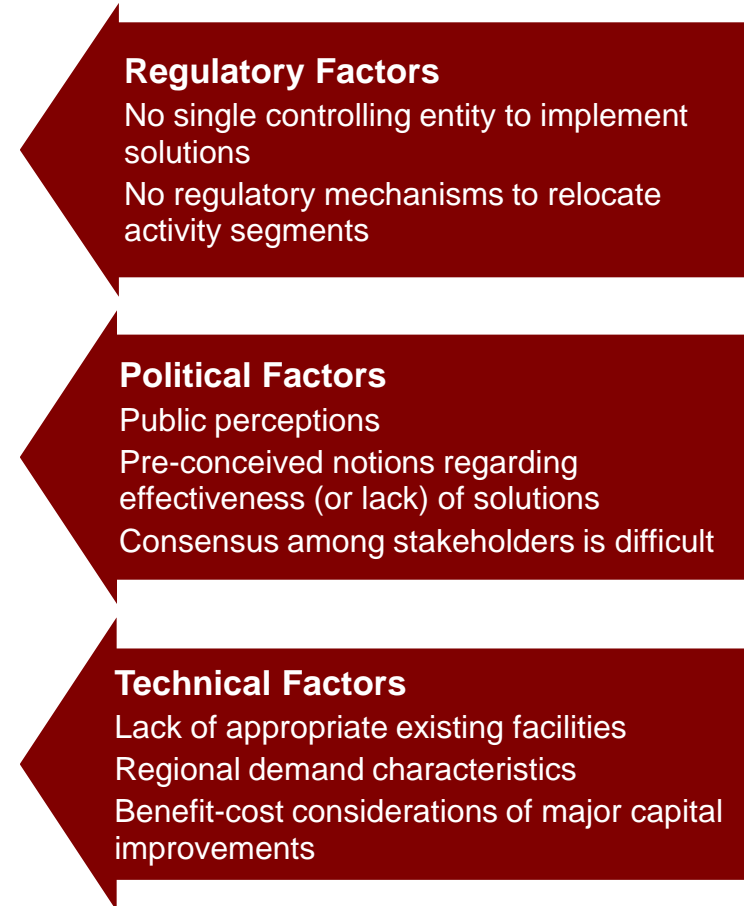 Regulatory Factors
No single controlling entity to implement
solutions
No regulatory mechanisms to relocate
activity segments
Political Factors
Public perceptions
Pre-conceived notions regarding
effectiveness (or lack) of solutions
Consensus among stakeholders is difficult
Technical Factors
Lack of appropriate existing facilities
Regional demand characteristics
Benefit-cost considerations of major capital
improvements